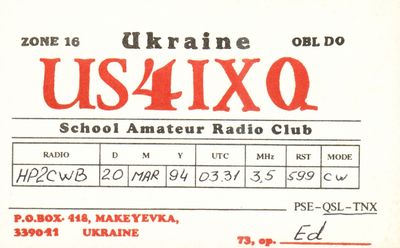 ZONE 16 Ukraine OBL DO
US4IXQ
School Amateur Radio Club
RADIO D M Y UTC MHz RST MODE
HP2CWB 20 MAR 94 03.31 3,5 599 CW
PSE-QSL-TNX
P.O.BOX- 418, MAKEYEVKA,
339021 UKRAINE
73, op. Ed